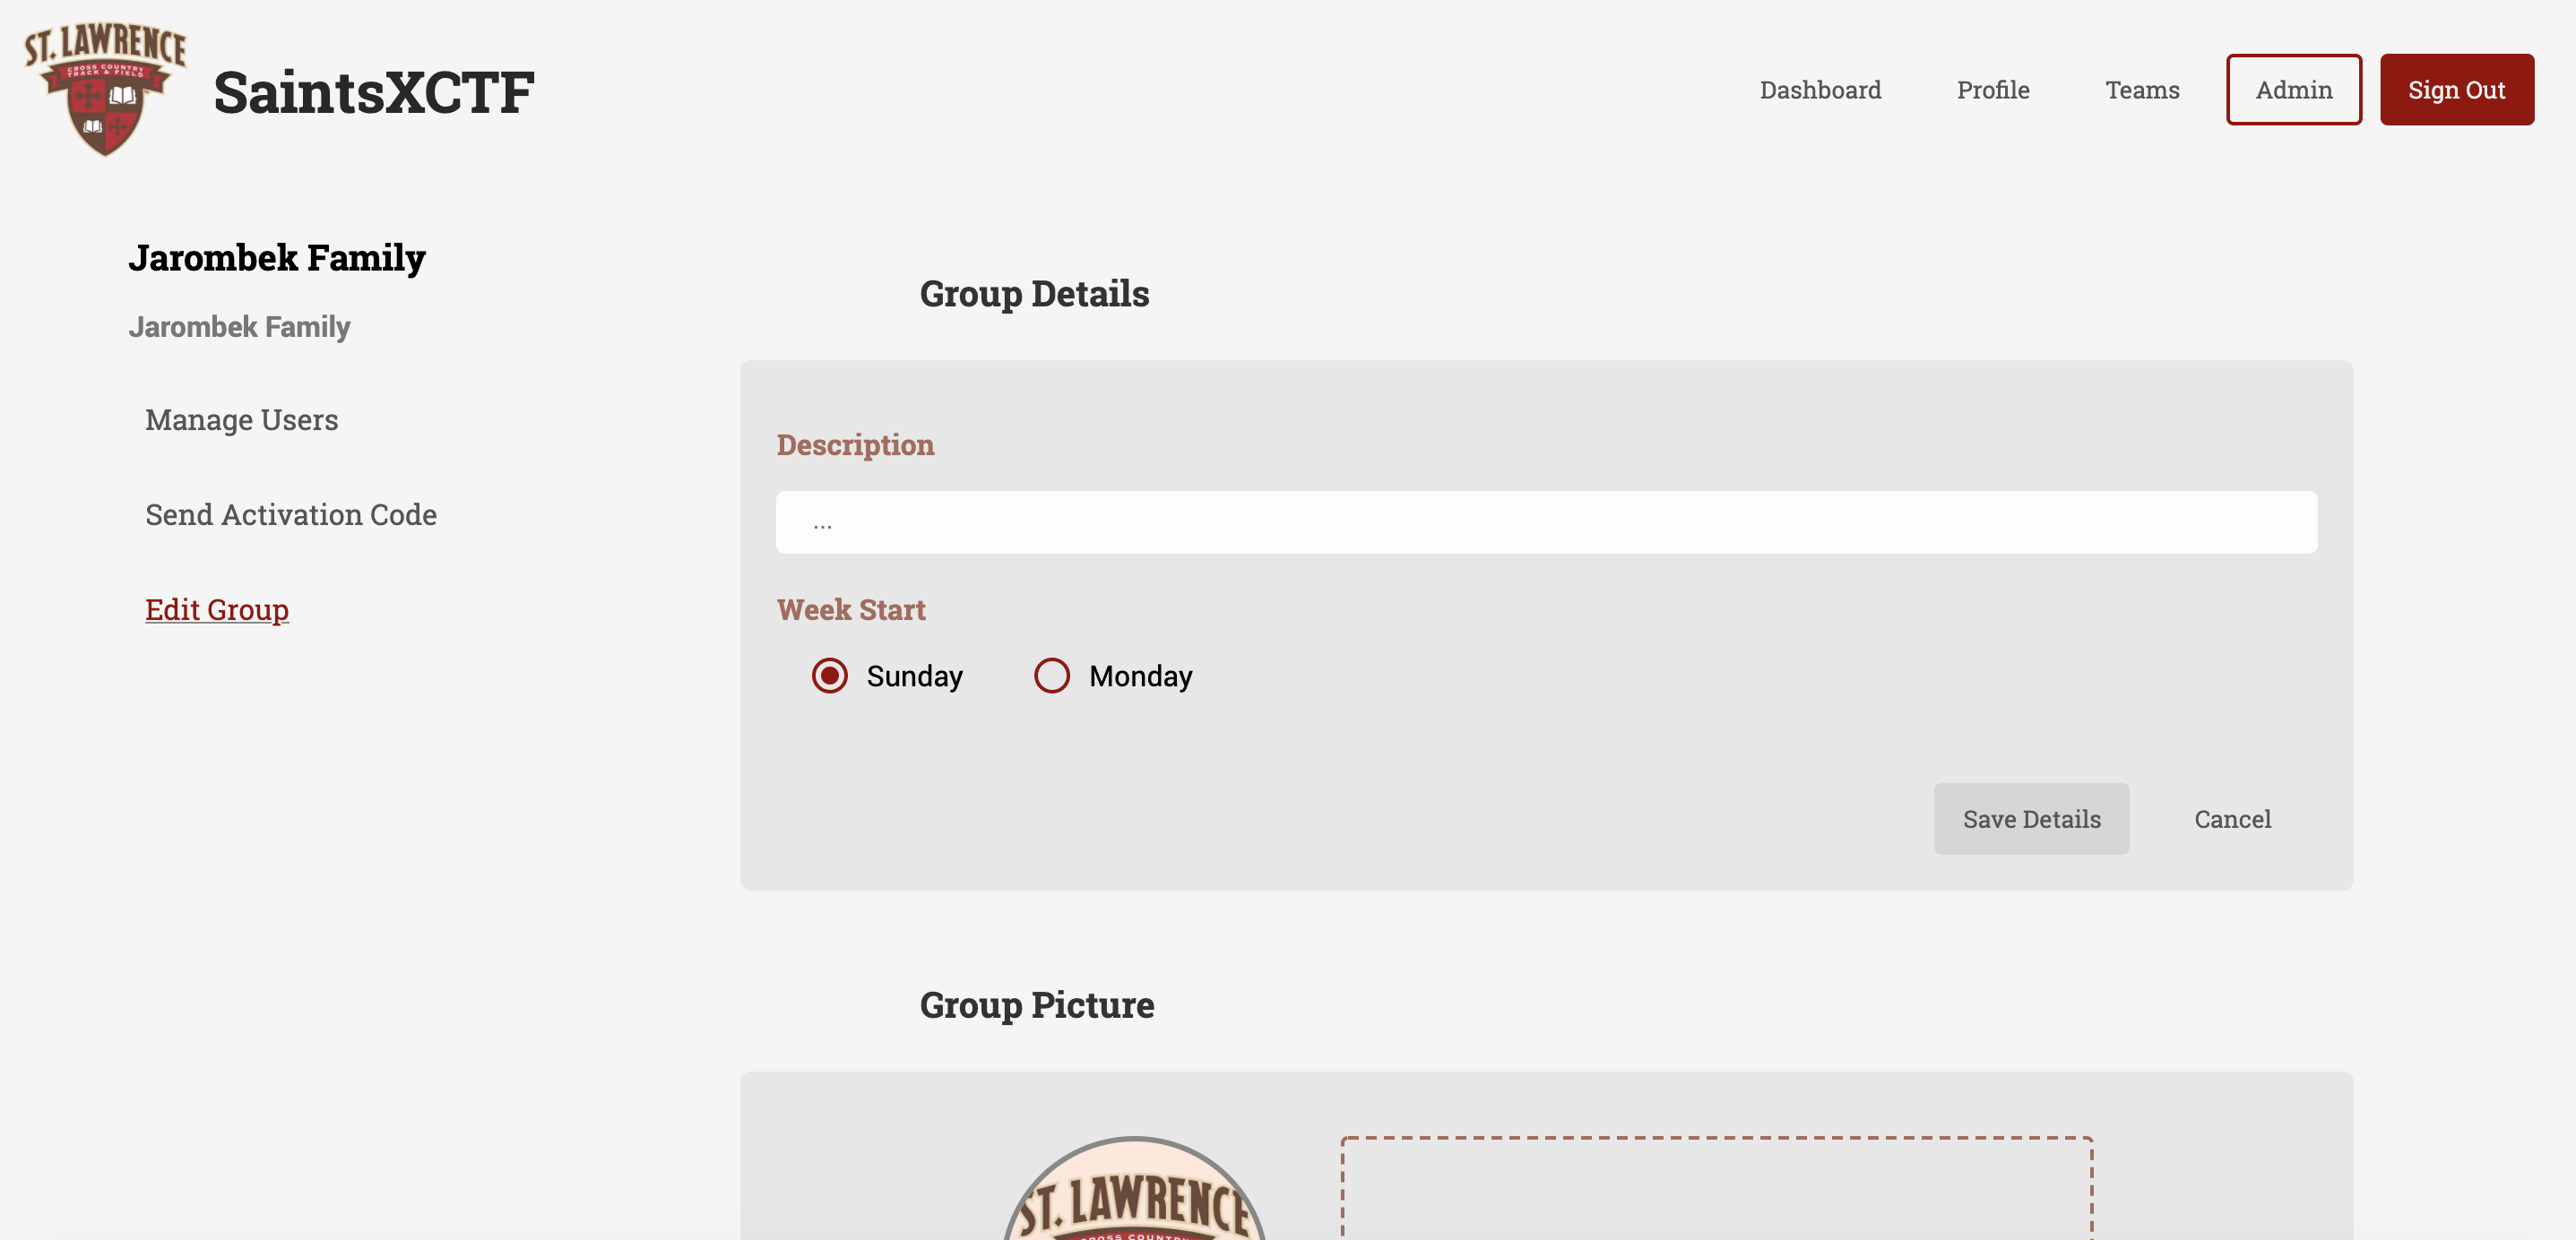 ST. LAWRENCE
CROSS COUNTRY
TRACK & FIELD
SaintsXCTF
Dashboard
Profile
Teams
Admin
Sign Out
Jarombek Family
Jarombek Family
Manage Users
Send Activation Code
Edit Group
Group Details
Description
...
Week Start
Sunday
Monday
Save Details
Cancel
Group Picture
ST. LAWRENCE
CROSS COUNTRY